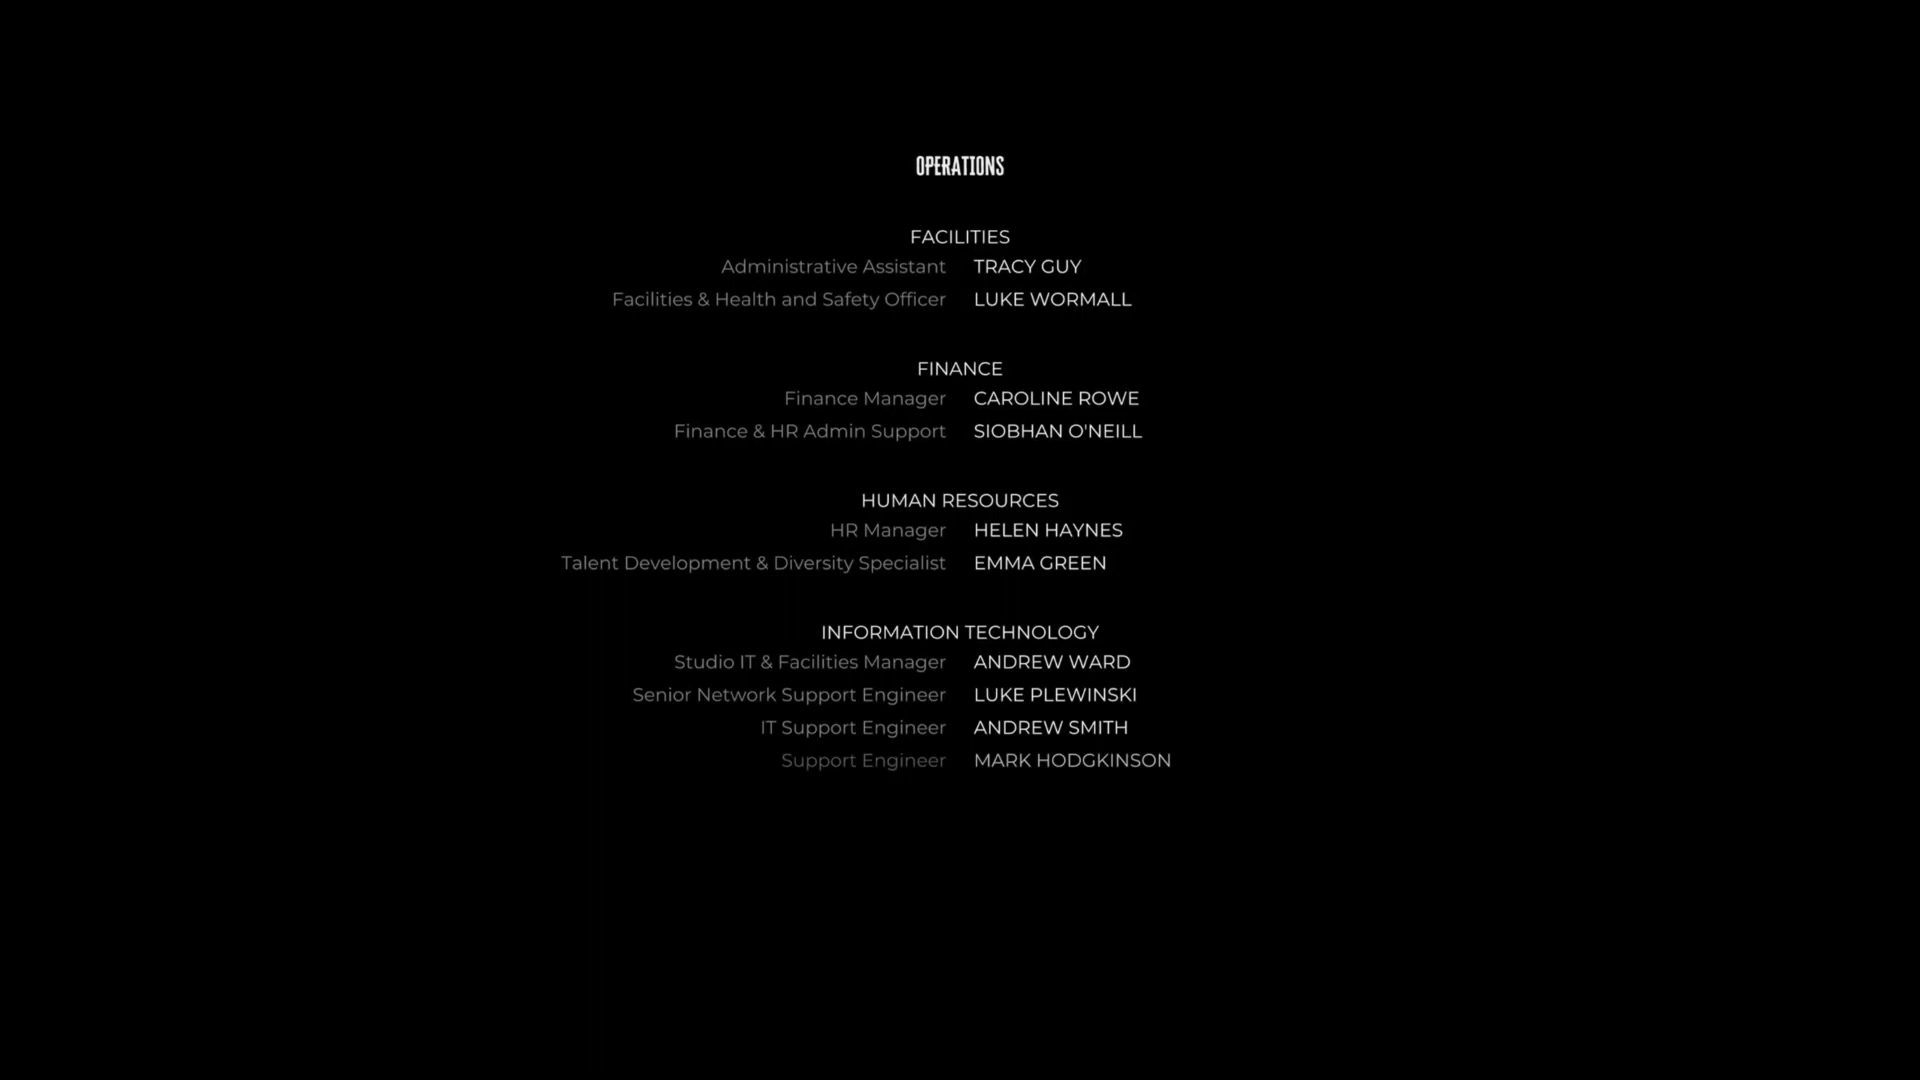 OPERATIONS
FACILITIES
Administrative Assistant TRACY GUY
Facilities & Health and Safety Officer LUKE WORMALL
FINANCE
Finance Manager CAROLINE ROWE
Finance & HR Admin Support SIOBHAN O'NEILL
HUMAN RESOURCES
HR Manager HELEN HAYNES
Talent Development & Diversity Specialist EMMA GREEN
INFORMATION TECHNOLOGY
Studio IT & Facilities Manager ANDREW WARD
Senior Network Support Engineer LUKE PLEWINSKI
IT Support Engineer ANDREW SMITH
Support Engineer MARK HODGKINSON